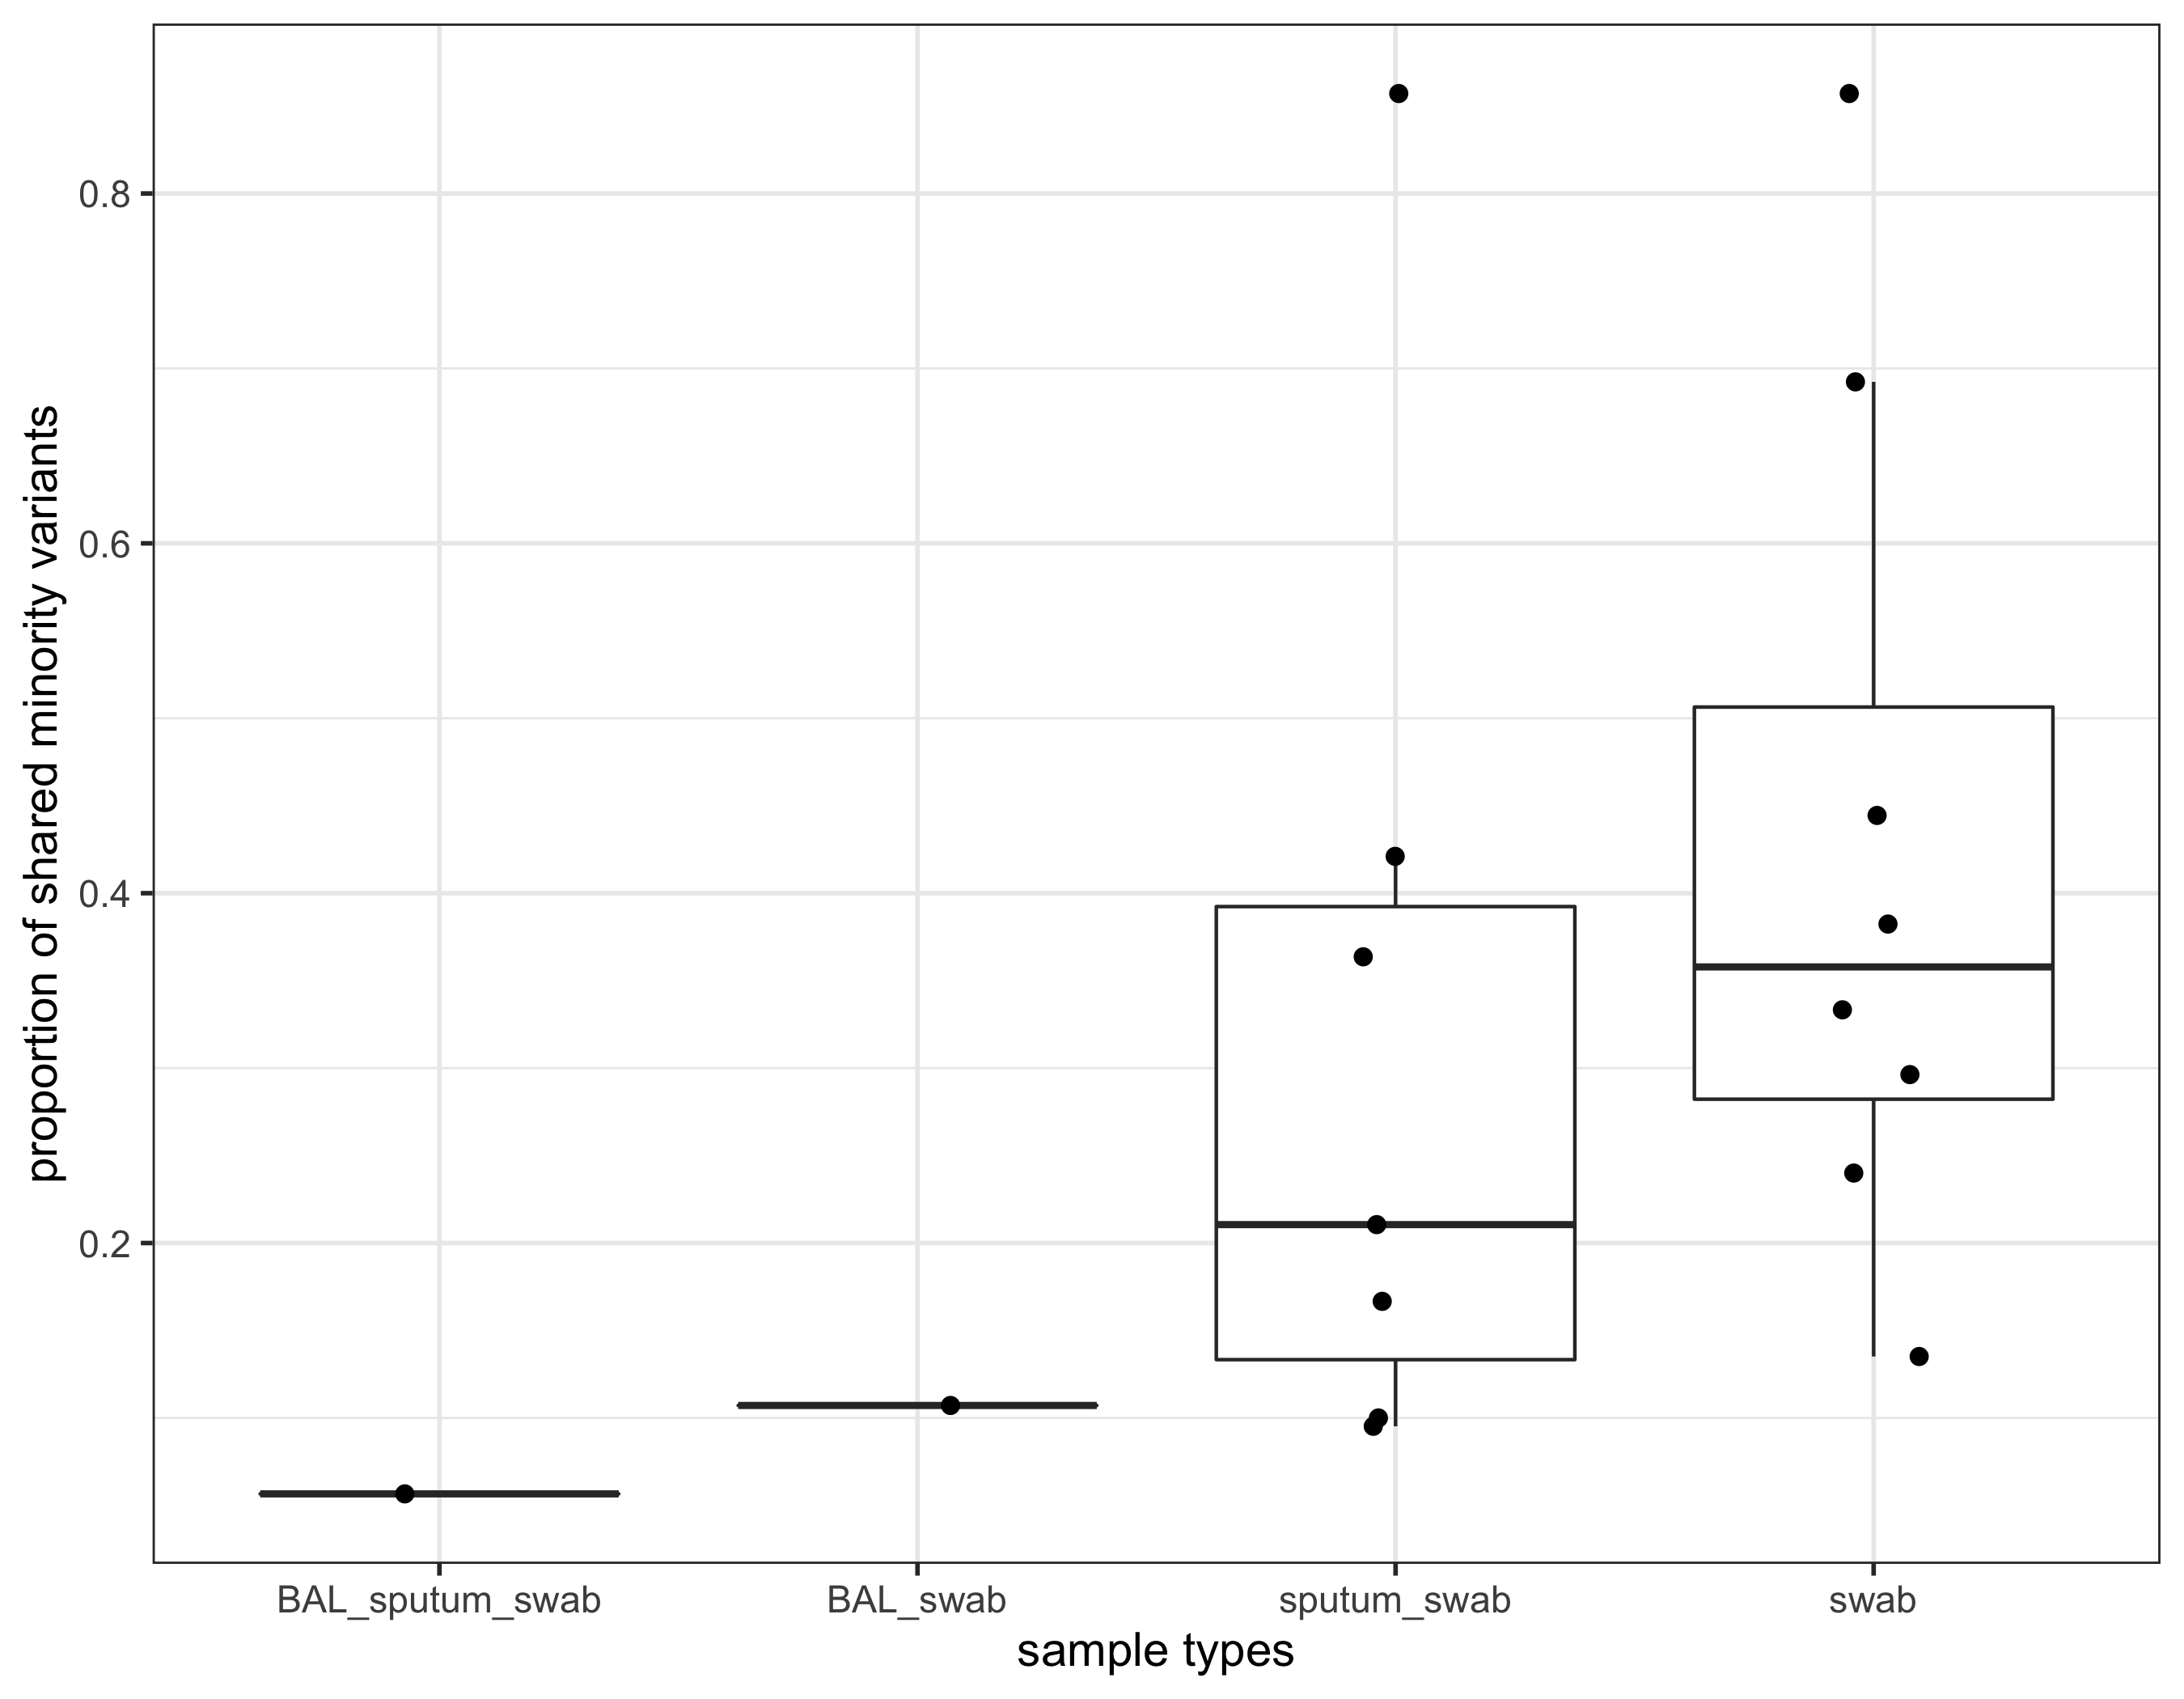 proportion of shared minority variants
0.8
0.6
0.4
0.2
BAL_sputum_swab
BAL_swab
sputum_swab
swab
sample types